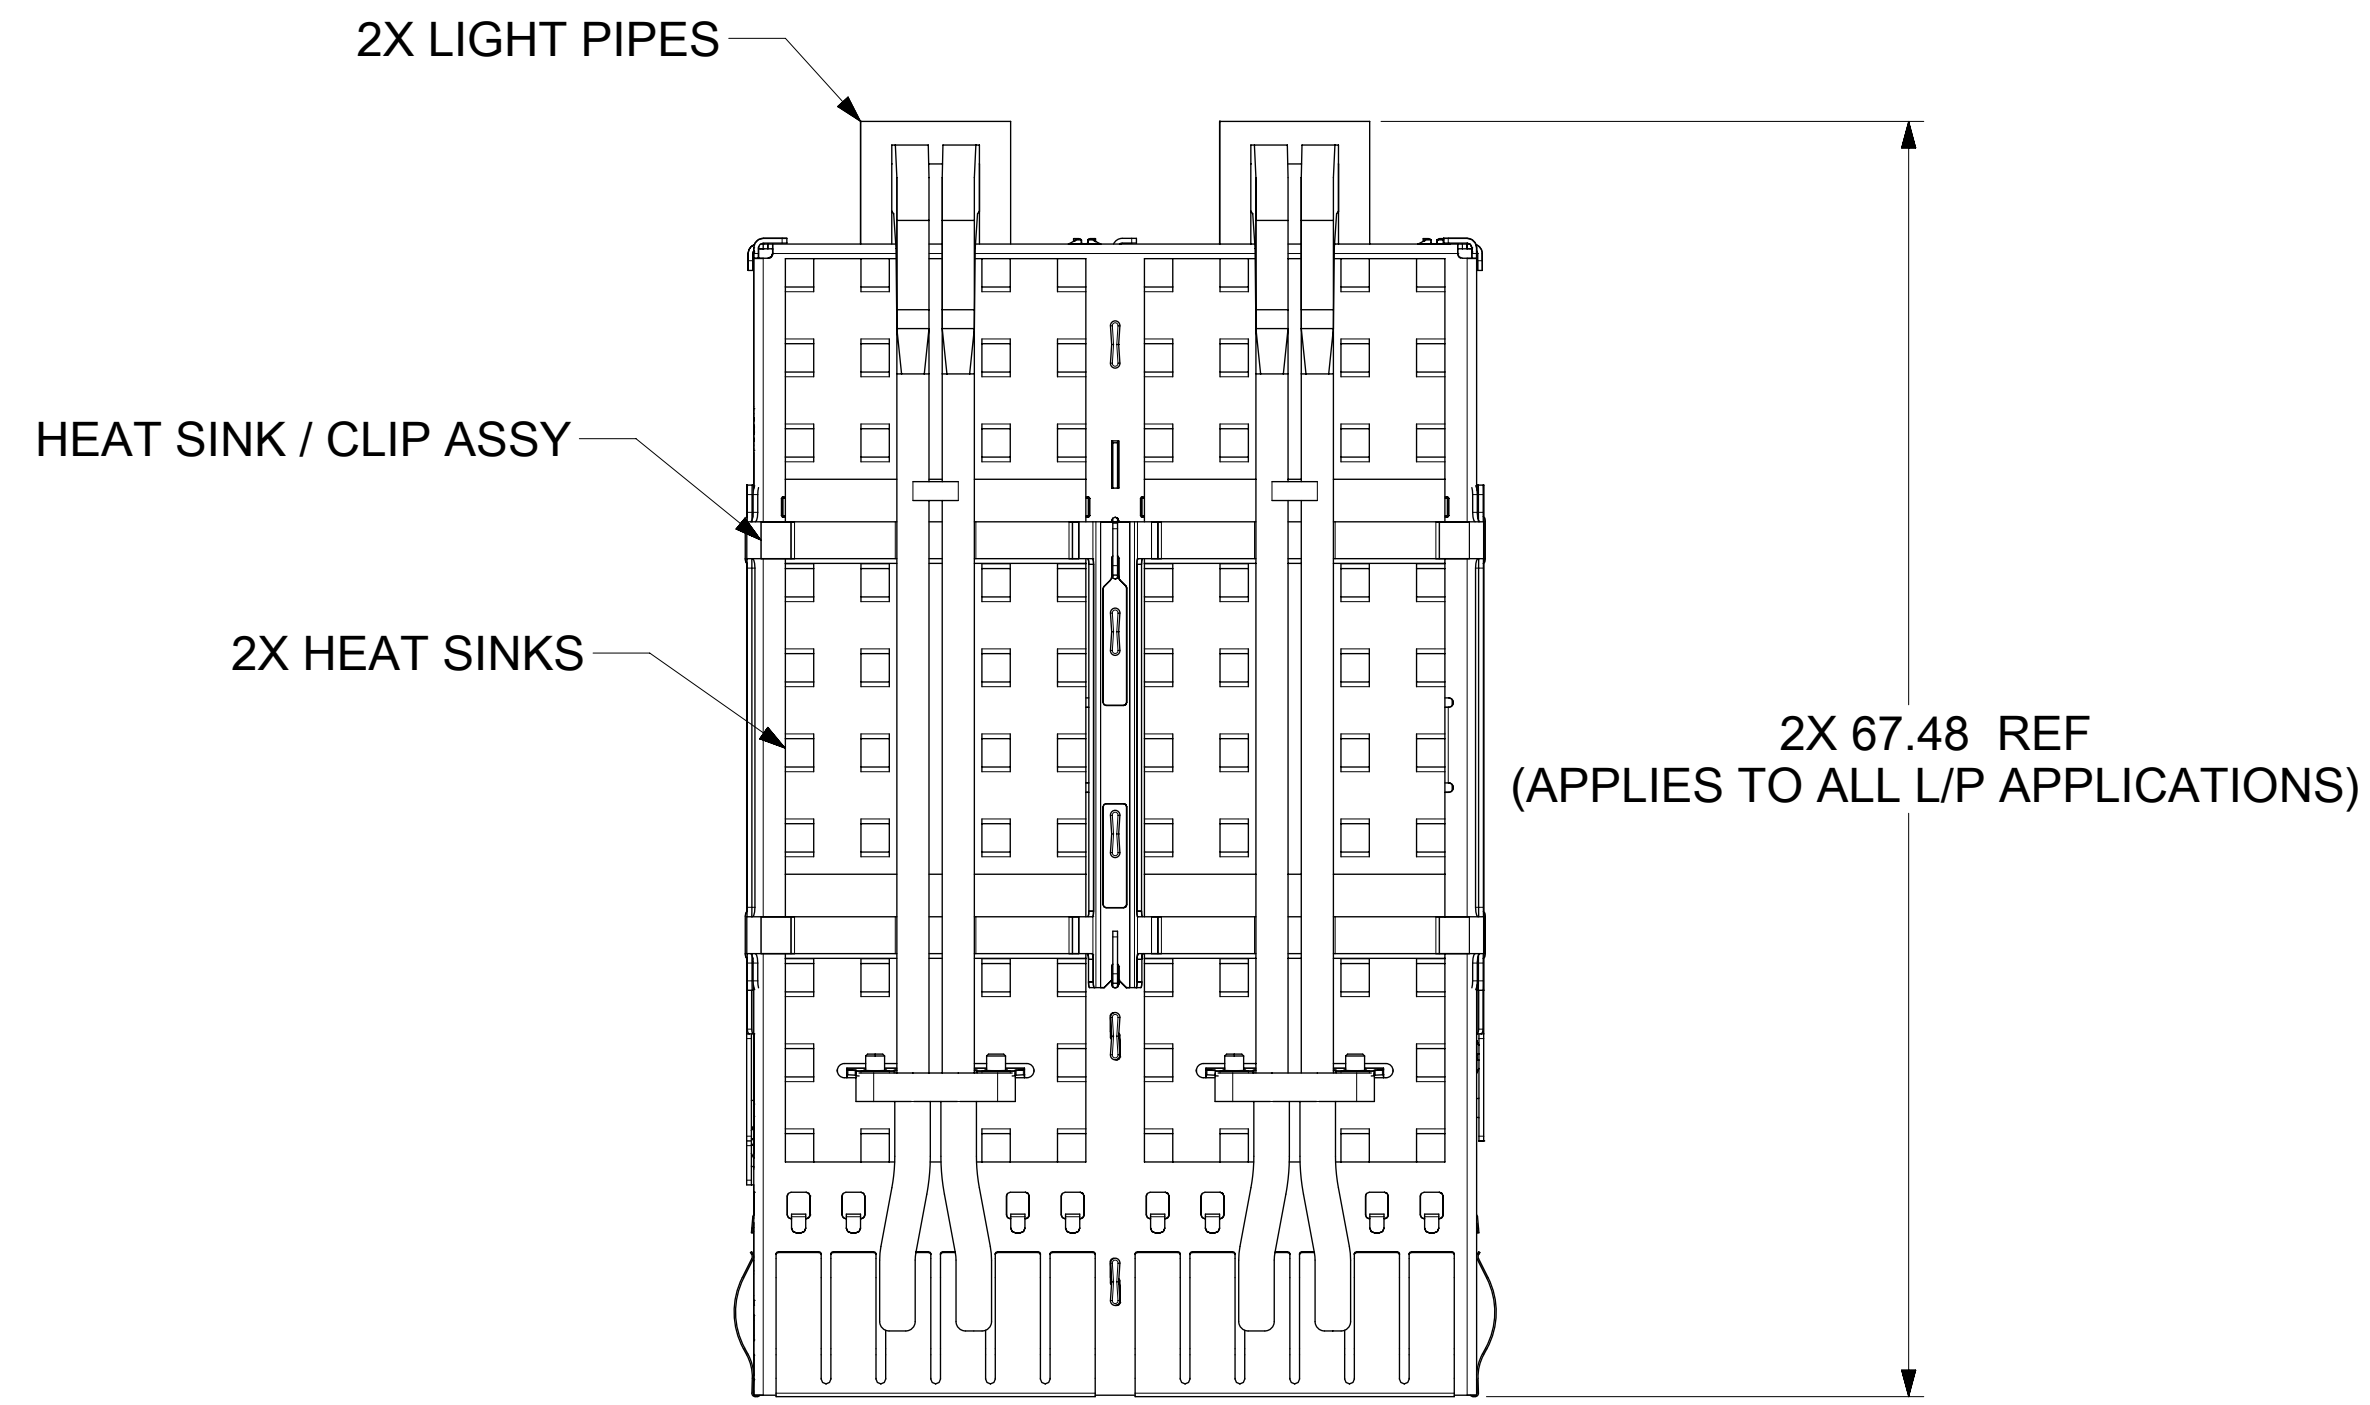 2X LIGHT PIPES
HEAT SINK / CLIP ASSY
2X HEAT SINKS
2X 67.48 REF
(APPLIES TO ALL L/P APPLICATIONS)